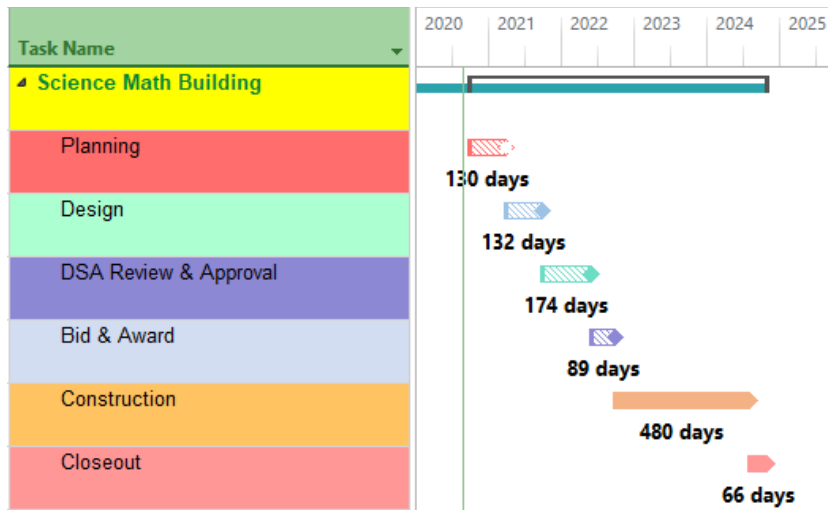 Task Name
2020 2021 2022 2023 2024 2025
Science Math Building
Planning
130 days
Design
132 days
DSA Review & Approval
174 days
Bid & Award
89 days
Construction
480 days
Closeout
66 days